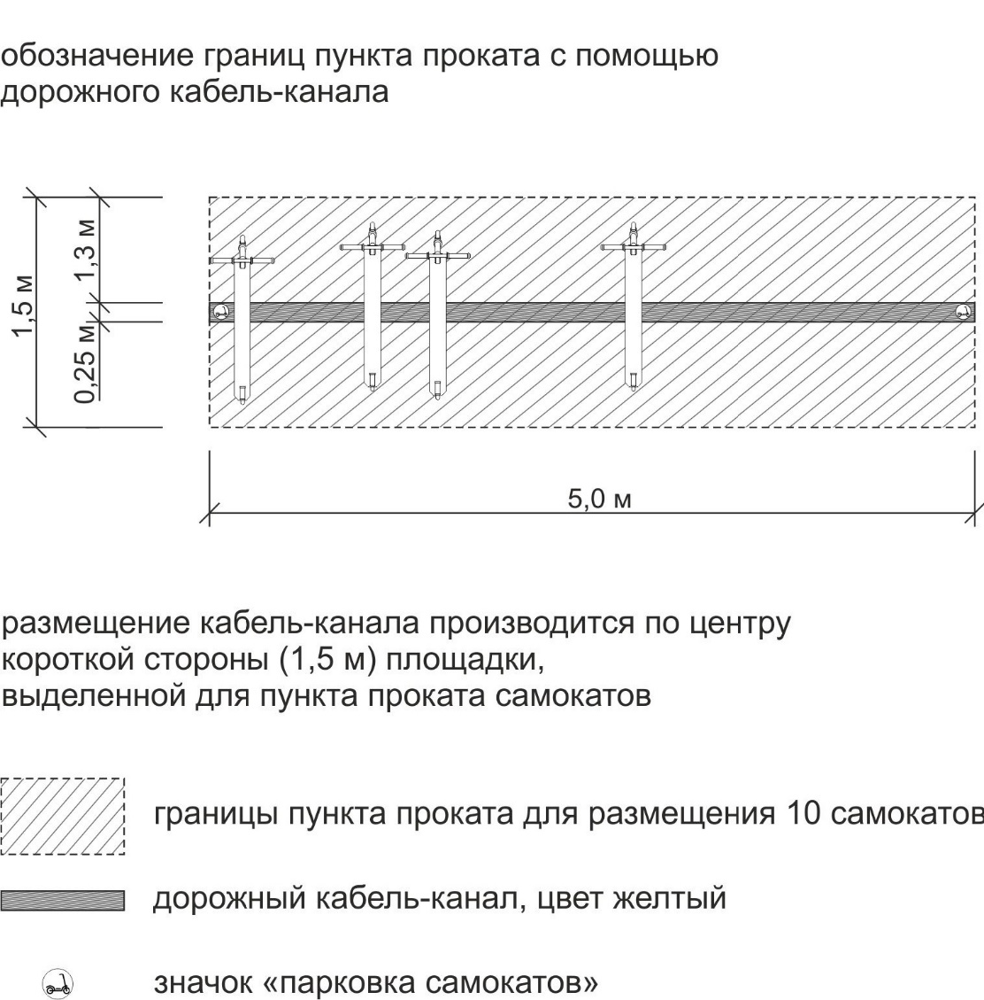 обозначение границ пункта проката с помощью
дорожного кабель-канала
1,5 м
1,3 м
0,25 м
5,0 м
размещение кабель-канала производится по центру
короткой стороны (1,5 м) площадки,
выделенной для пункта проката самокатов
границы пункта проката для размещения 10 самокатов
дорожный кабель-канал, цвет желтый
значок «парковка самокатов»